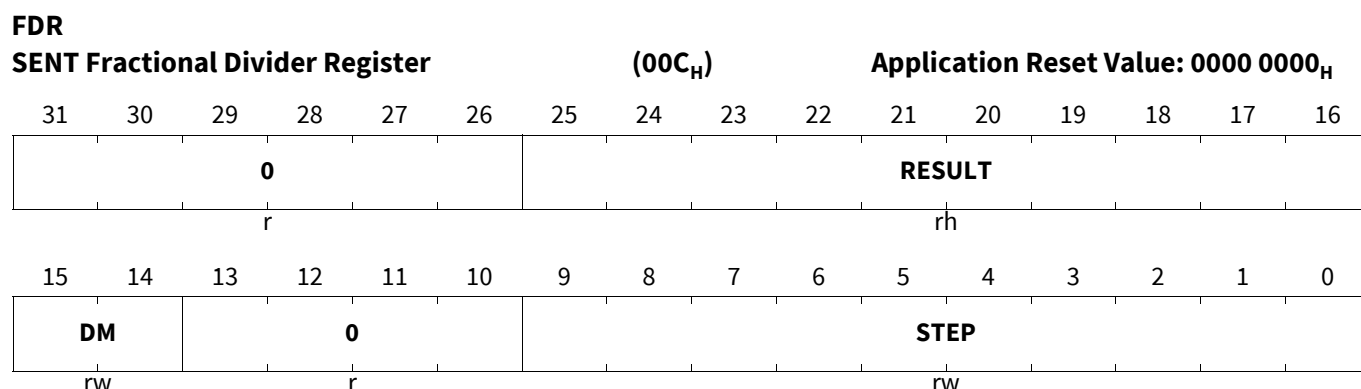 FDR
SENT Fractional Divider Register (00C_H) Application Reset Value: 0000 0000_H
31 30 29 28 27 26 25 24 23 22 21 20 19 18 17 16
0 RESULT
r rh
15 14 13 12 11 10 9 8 7 6 5 4 3 2 1 0
DM 0 STEP
rw r rw